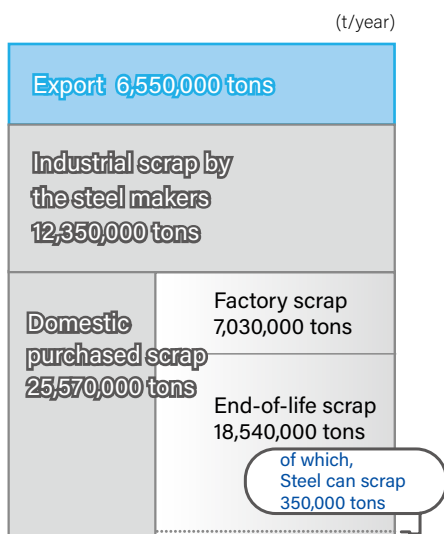 (t/year)
Export 6,550,000 tons
Industrial scrap by
the steel makers
12,350,000 tons
Domestic
purchased scrap
25,570,000 tons
Factory scrap
7,030,000 tons
End-of-life scrap
18,540,000 tons
of which,
Steel can scrap
350,000 tons